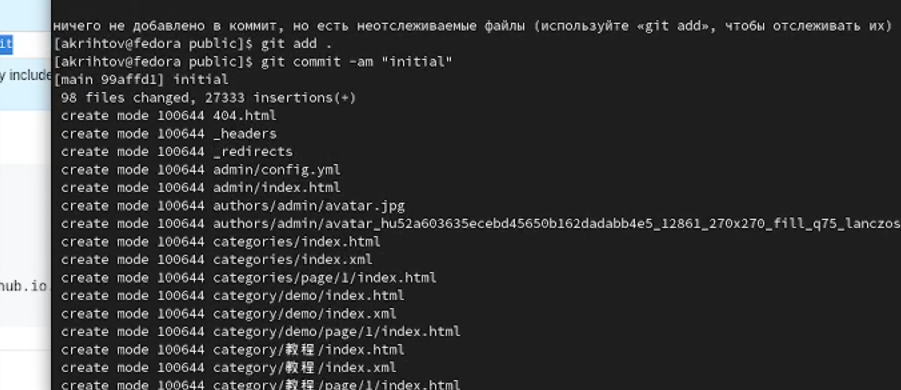 ничего не добавлено в коммит, но есть неотслеживаемые файлы (используйте «git add», чтобы отслеживать их)
[akrihtov@fedora public]$ git add .
[akrihtov@fedora public]$ git commit -am "initial"
[main 99affd1] initial
98 files changed, 27333 insertions(+)
create mode 100644 404.html
create mode 100644 _headers
create mode 100644 _redirects
create mode 100644 admin/config.yml
create mode 100644 admin/index.html
create mode 100644 authors/admin/avatar.jpg
create mode 100644 authors/admin/avatar_hu52a603635ecebd45650b162dadabb4e5_12861_270x270_fill_q75_lanczos
create mode 100644 categories/index.html
create mode 100644 categories/index.xml
create mode 100644 categories/page/1/index.html
create mode 100644 category/demo/index.html
create mode 100644 category/demo/index.xml
create mode 100644 category/demo/page/1/index.html
create mode 100644 category/教程/index.html
create mode 100644 category/教程/index.xml
create mode 100644 category/教程/page/1/index.html
it
y include
hub.io.